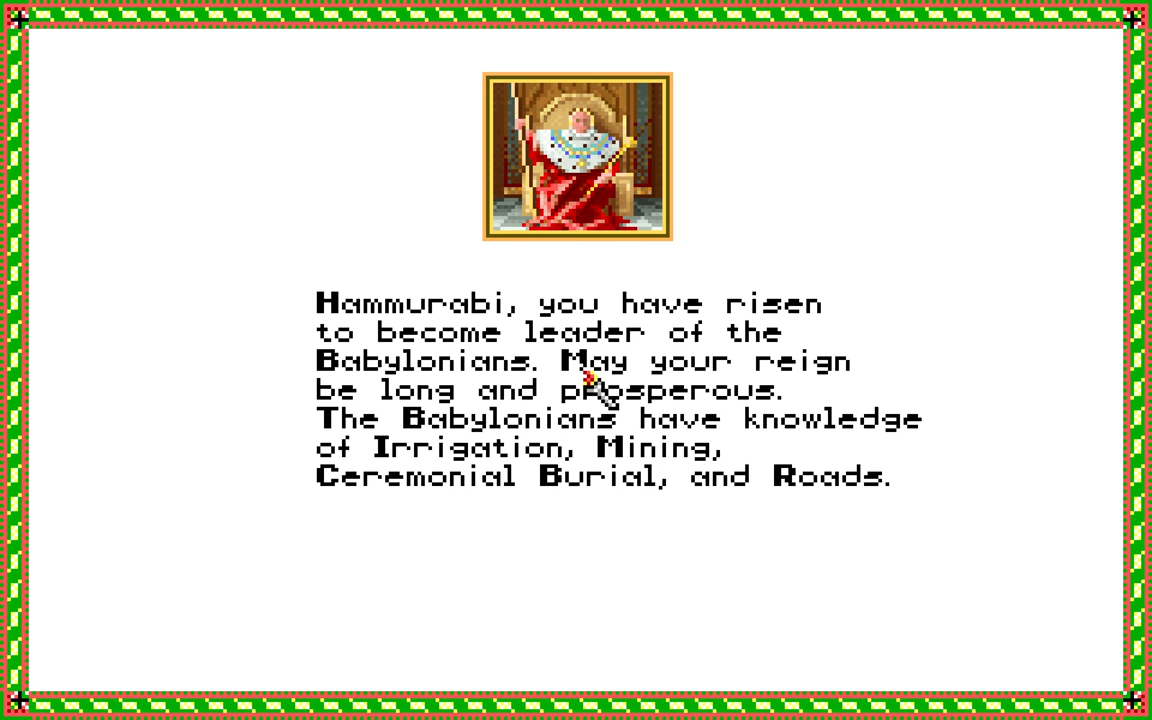 Hammurabi, you have risen
to become leader of the
Babylonians. May your reign
be long and prosperous.
The Babylonians have knowledge
of Irrigation, Mining,
Ceremonial Burial, and Roads.